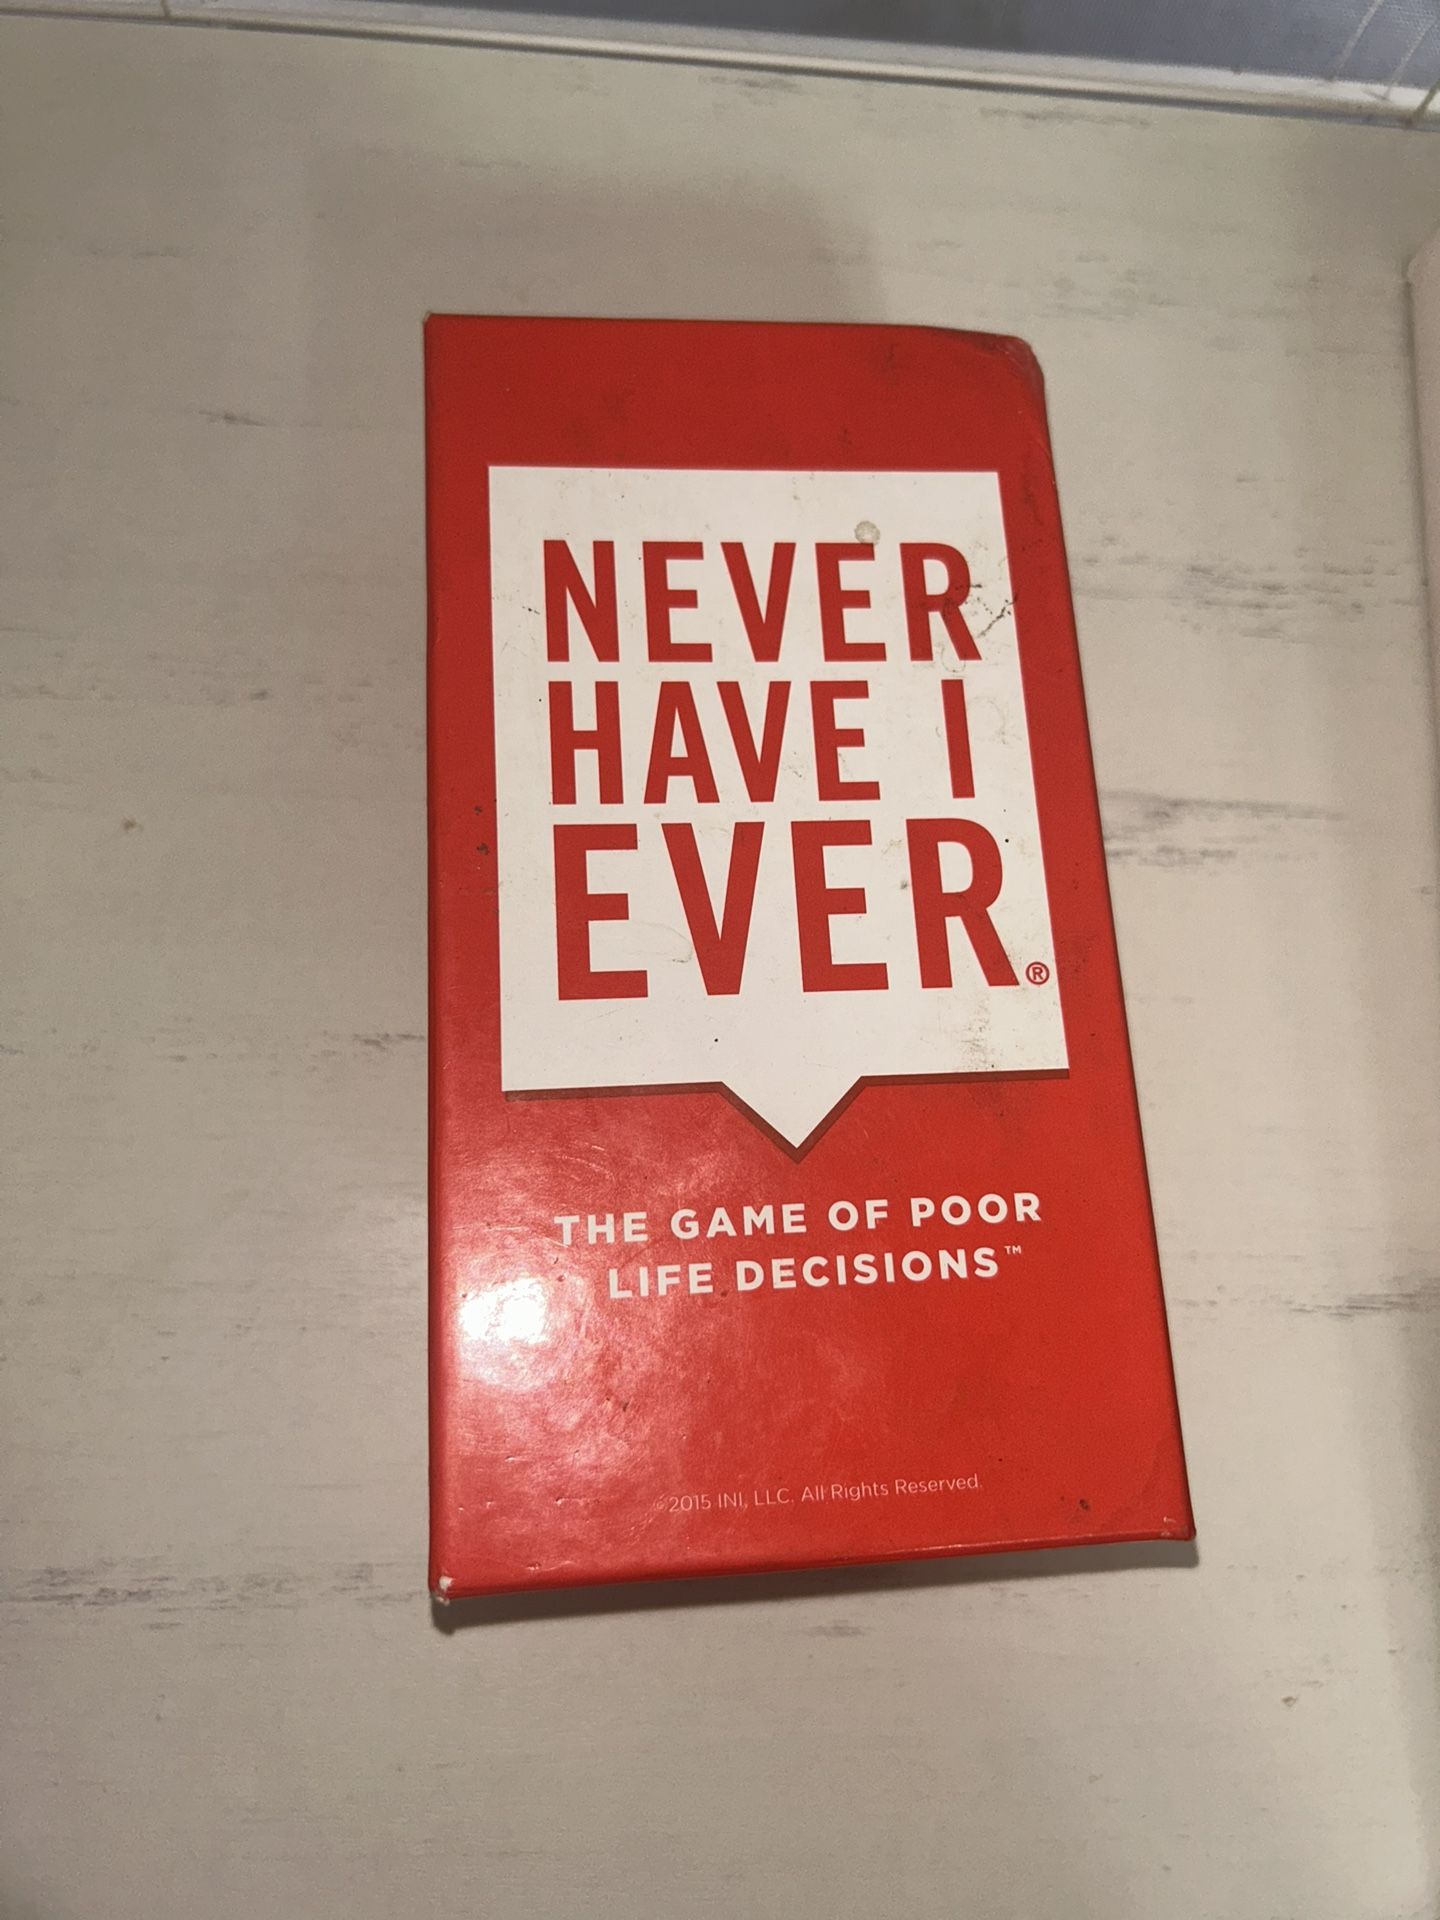 NEVER
HAVE I
EVER®
THE GAME OF POOR
LIFE DECISIONS™
©2015 INI, LLC. All Rights Reserved.